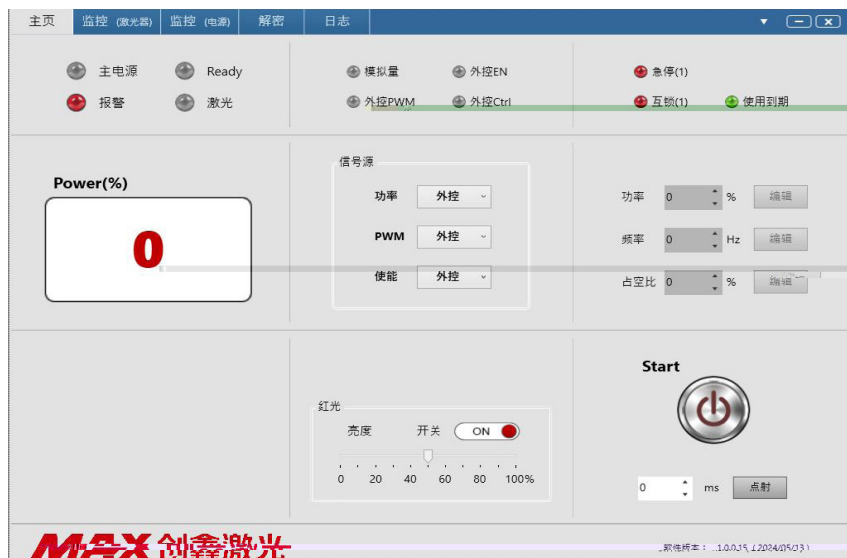 主页 监控 (激光器) 监控 (电源) 解密 日志
主电源 Ready 模拟量 外控EN 急停(1)
报警 激光 外控PWM 外控Ctrl 互锁(1) 使用到期
信号源
Power(%)
功率 外控 功率 0 % 编辑
0
PWM 外控 频率 0 Hz 编辑
使能 外控 占空比 0 % 编辑
Start
红光
亮度 开关 ON
0 20 40 60 80 100%
0 ms 点射
MAX 创鑫激光
软件版本：